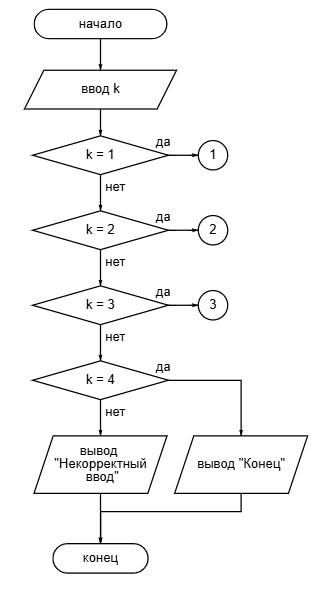 начало
ввод k
да
k = 1
1
нет
да
k = 2
2
нет
да
k = 3
3
нет
да
k = 4
нет
вывод
"Некорректный
ввод"
вывод "Конец"
конец